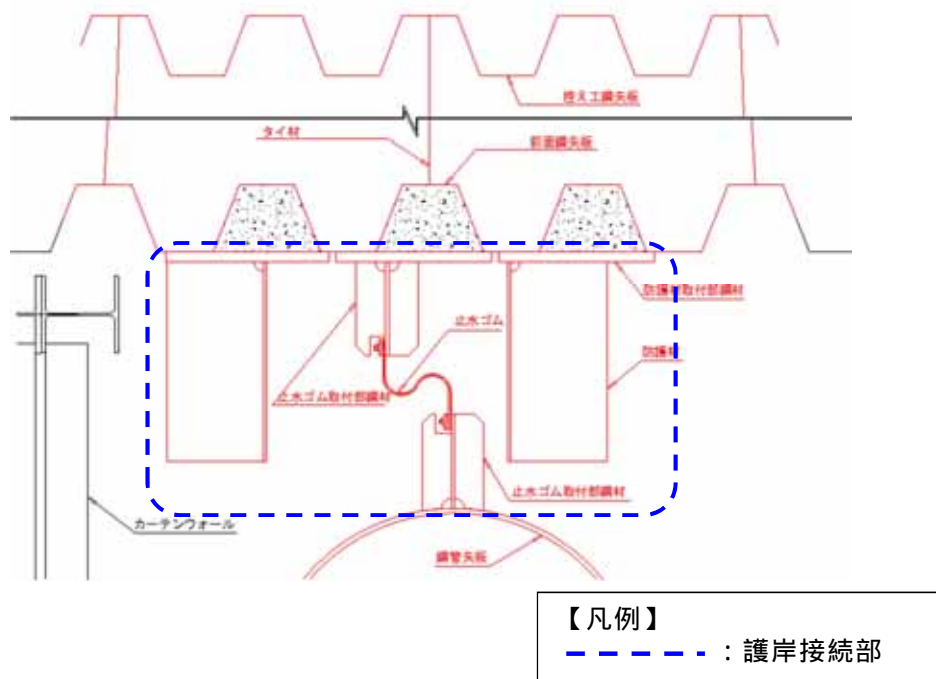 控え工鋼矢板
タイ材
前面鋼矢板
防護材取付部鋼材
止水ゴム
防護材
止水ゴム取付部鋼材
止水ゴム取付部鋼材
カーテンウォール
鋼管矢板
【凡例】
：護岸接続部